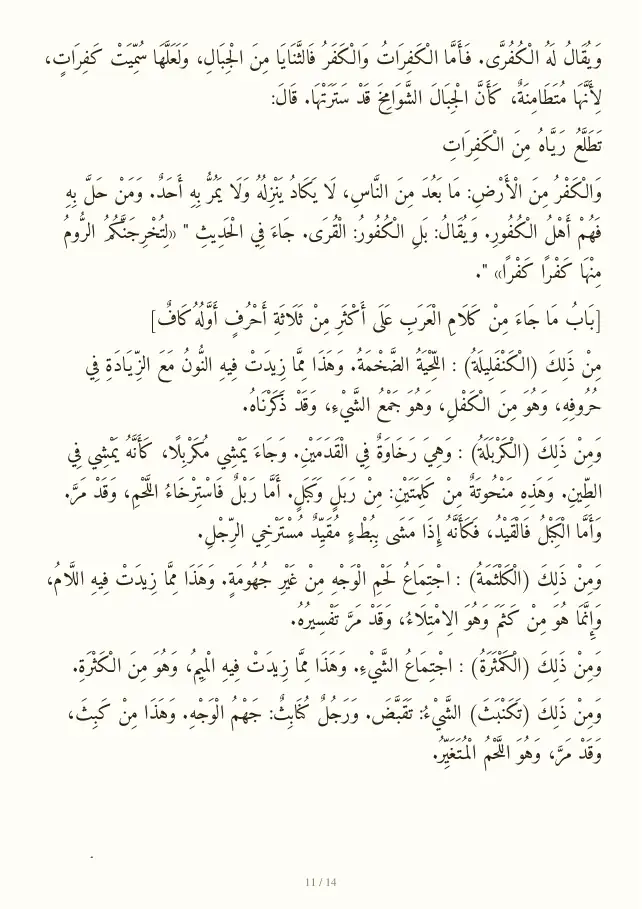 وَيُقَالُ لَهُ الْكُفُرَّى. فَأَمَّا الْكَفِرَاتُ وَالْكَفَرُ فَالثَّنَايَا مِنَ الْجِبَالِ، وَلَعَلَّهَا سُمِّيَتْ كَفِرَاتٍ،
لِأَنَّهَا مُتَطَامِنَةٌ، كَأَنَّ الْجِبَالَ الشَّوَامِخَ قَدْ سَتَرَتْهَا. قَالَ:
تَطَلَّعُ رَيَّاهُ مِنَ الْكَفِرَاتِ
وَالْكَفْرُ مِنَ الْأَرْضِ: مَا بَعُدَ مِنَ النَّاسِ، لَا يَكَادُ يَنْزِلُهُ وَلَا يَمُرُّ بِهِ أَحَدٌ. وَمَنْ حَلَّ بِهِ
فَهُمْ أَهْلُ الْكُفُورِ. وَيُقَالُ: بَلِ الْكُفُورُ: الْقُرَى. جَاءَ فِي الْحَدِيثِ " «لِتُخْرِجَنَّكُمُ الرُّومُ
مِنْهَا كَفْرًا كَفْرًا» ".
[بَابُ مَا جَاءَ مِنْ كَلَامِ الْعَرَبِ عَلَى أَكْثَرِ مِنْ ثَلَاثَةِ أَحْرُفٍ أَوَّلُهُ كَافٌ]
مِنْ ذَلِكَ (الْكَنْفَلِيلَةُ) : اللِّحْيَةُ الضَّخْمَةُ. وَهَذَا مِمَّا زِيدَتْ فِيهِ النُّونُ مَعَ الزِّيَادَةِ فِي
حُرُوفِهِ، وَهُوَ مِنَ الْكَفْلِ، وَهُوَ جَمْعُ الشَّيْءِ، وَقَدْ ذَكَرْنَاهُ.
وَمِنْ ذَلِكَ (الْكَرْبَلَةُ) : وَهِيَ رَخَاوَةٌ فِي الْقَدَمَيْنِ. وَجَاءَ يَمْشِي مُكَرْبِلًا، كَأَنَّهُ يَمْشِي فِي
الطِّينِ. وَهَذِهِ مَنْحُوتَةٌ مِنْ كَلِمَتَيْنِ: مِنْ رَبَلٍ وَكَبَلٍ. أَمَّا رَبْلٌ فَاسْتِرْخَاءُ اللَّحْمِ، وَقَدْ مَرَّ.
وَأَمَّا الْكَبْلُ فَالْقَيْدُ، فَكَأَنَّهُ إِذَا مَشَى بِبُطْءٍ مُقَيِّدٌ مُسْتَرْخِي الرِّجْلِ.
وَمِنْ ذَلِكَ (الْكَلْثَمَةُ) : اجْتِمَاعُ لَحْمِ الْوَجْهِ مِنْ غَيْرِ جُهُومَةٍ. وَهَذَا مِمَّا زِيدَتْ فِيهِ اللَّامُ،
وَإِنَّمَا هُوَ مِنْ كَثَمَ وَهُوَ الِامْتِلَاءُ، وَقَدْ مَرَّ تَفْسِيرُهُ.
وَمِنْ ذَلِكَ (الْكَمْثَرَةُ) : اجْتِمَاعُ الشَّيْءِ. وَهَذَا مِمَّا زِيدَتْ فِيهِ الْمِيمُ، وَهُوَ مِنَ الْكَثْرَةِ.
وَمِنْ ذَلِكَ (تَكَنْبَثَ) الشَّيْءُ: تَقَبَّضَ. وَرَجُلٌ كُنَابِثٌ: جَهْمُ الْوَجْهِ. وَهَذَا مِنْ كَبِثَ،
وَقَدْ مَرَّ، وَهُوَ اللَّحْمُ الْمُتَغَيِّرُ.
11 / 14